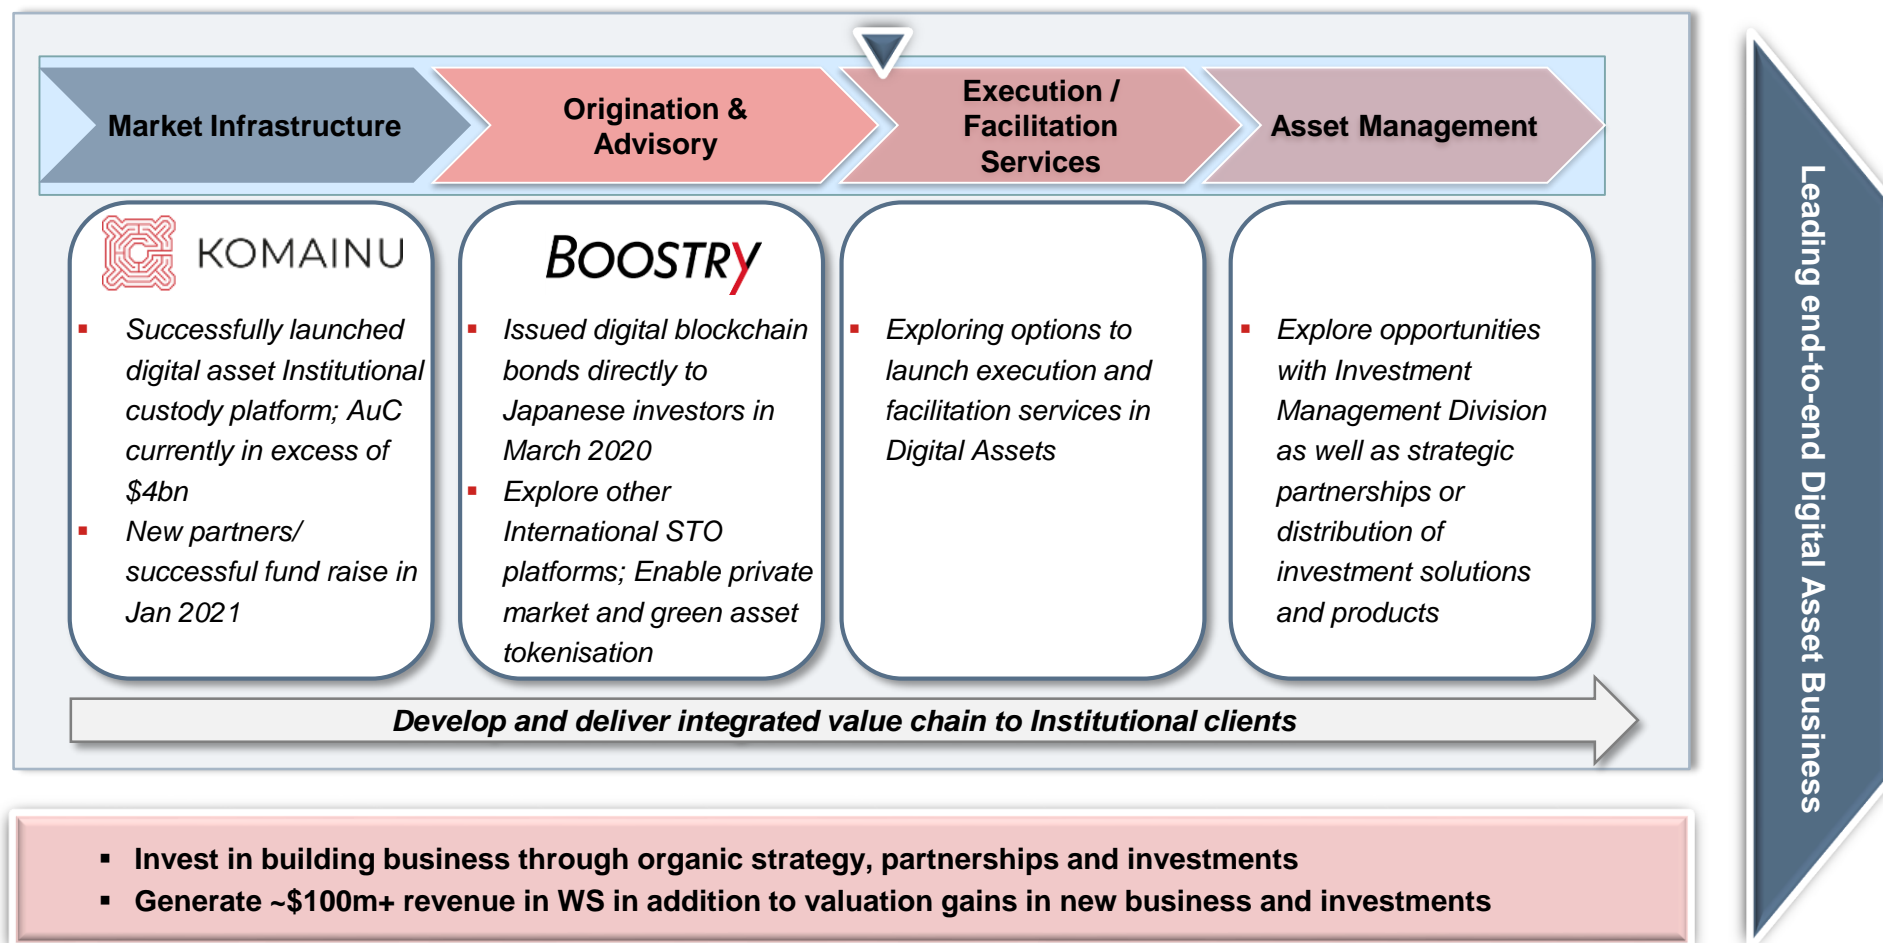 Market Infrastructure
Origination &
Advisory
Execution /
Facilitation
Services
Asset Management
KOMAINU
▪ Successfully launched
digital asset Institutional
custody platform; AuC
currently in excess of
$4bn
▪ New partners/
successful fund raise in
Jan 2021
BOOSTRY
▪ Issued digital blockchain
bonds directly to
Japanese investors in
March 2020
▪ Explore other
International STO
platforms; Enable private
market and green asset
tokenisation
▪ Exploring options to
launch execution and
facilitation services in
Digital Assets
▪ Explore opportunities
with Investment
Management Division
as well as strategic
partnerships or
distribution of
investment solutions
and products
Develop and deliver integrated value chain to Institutional clients
Leading end-to-end Digital Asset Business
▪ Invest in building business through organic strategy, partnerships and investments
▪ Generate ~$100m+ revenue in WS in addition to valuation gains in new business and investments